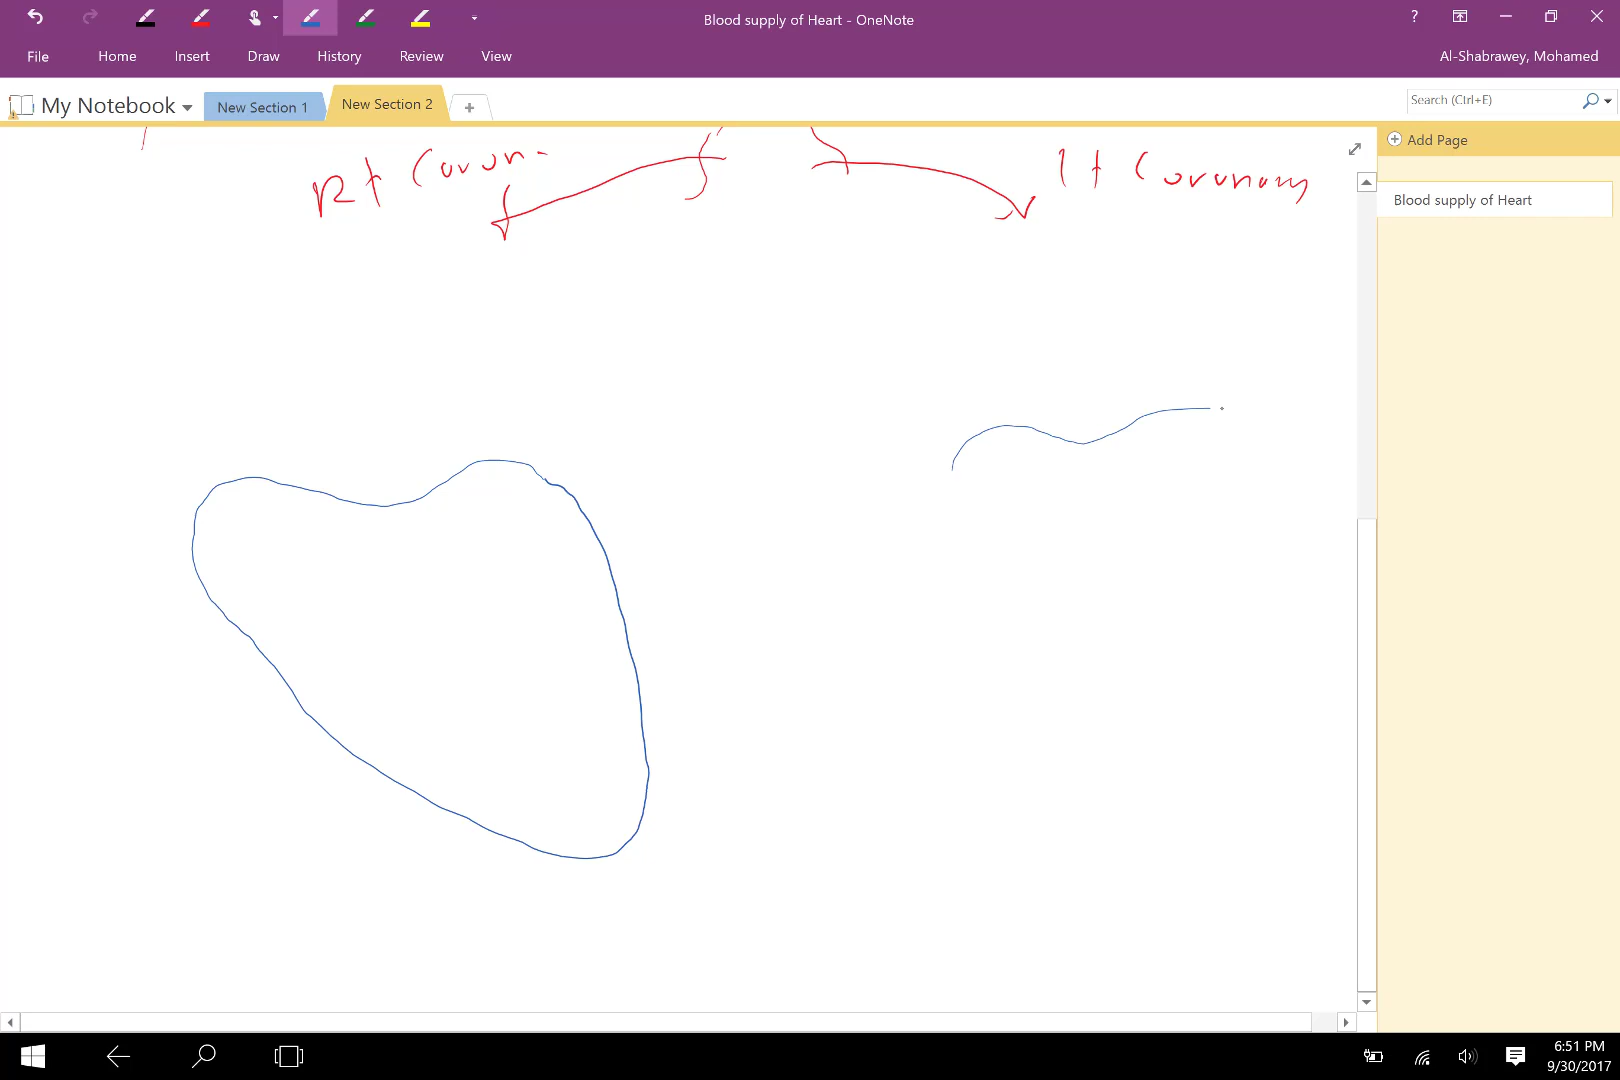 Blood supply of Heart - OneNote
?
File Home Insert Draw History Review View
Al-Shabrawey, Mohamed
My Notebook
New Section 1
New Section 2
Search (Ctrl+E)
Add Page
Blood supply of Heart
Rt Coron-
lt Coronary
6:51 PM
9/30/2017